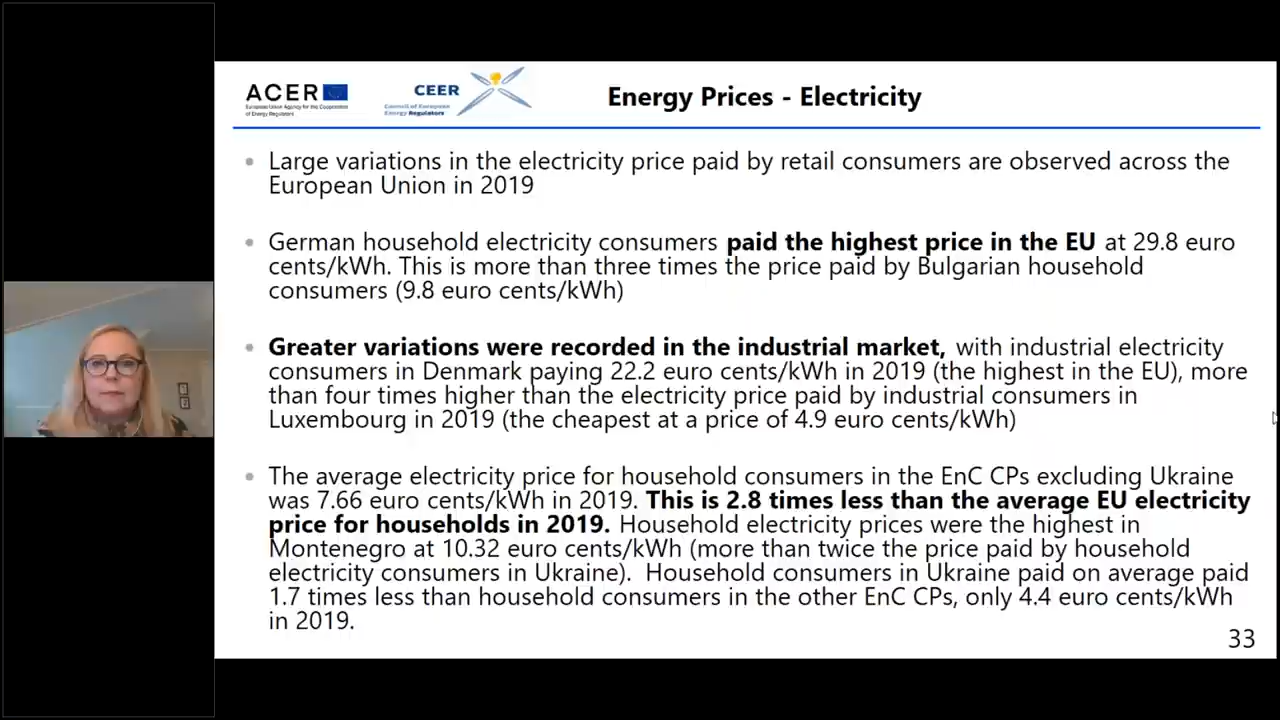 ACER
European Union Agency for the Cooperation
of Energy Regulators
CEER
Council of European
Energy Regulators
Energy Prices - Electricity
• Large variations in the electricity price paid by retail consumers are observed across the
European Union in 2019
• German household electricity consumers paid the highest price in the EU at 29.8 euro
cents/kWh. This is more than three times the price paid by Bulgarian household
consumers (9.8 euro cents/kWh)
• Greater variations were recorded in the industrial market, with industrial electricity
consumers in Denmark paying 22.2 euro cents/kWh in 2019 (the highest in the EU), more
than four times higher than the electricity price paid by industrial consumers in
Luxembourg in 2019 (the cheapest at a price of 4.9 euro cents/kWh)
• The average electricity price for household consumers in the EnC CPs excluding Ukraine
was 7.66 euro cents/kWh in 2019. This is 2.8 times less than the average EU electricity
price for households in 2019. Household electricity prices were the highest in
Montenegro at 10.32 euro cents/kWh (more than twice the price paid by household
electricity consumers in Ukraine). Household consumers in Ukraine paid on average paid
1.7 times less than household consumers in the other EnC CPs, only 4.4 euro cents/kWh
in 2019.
33